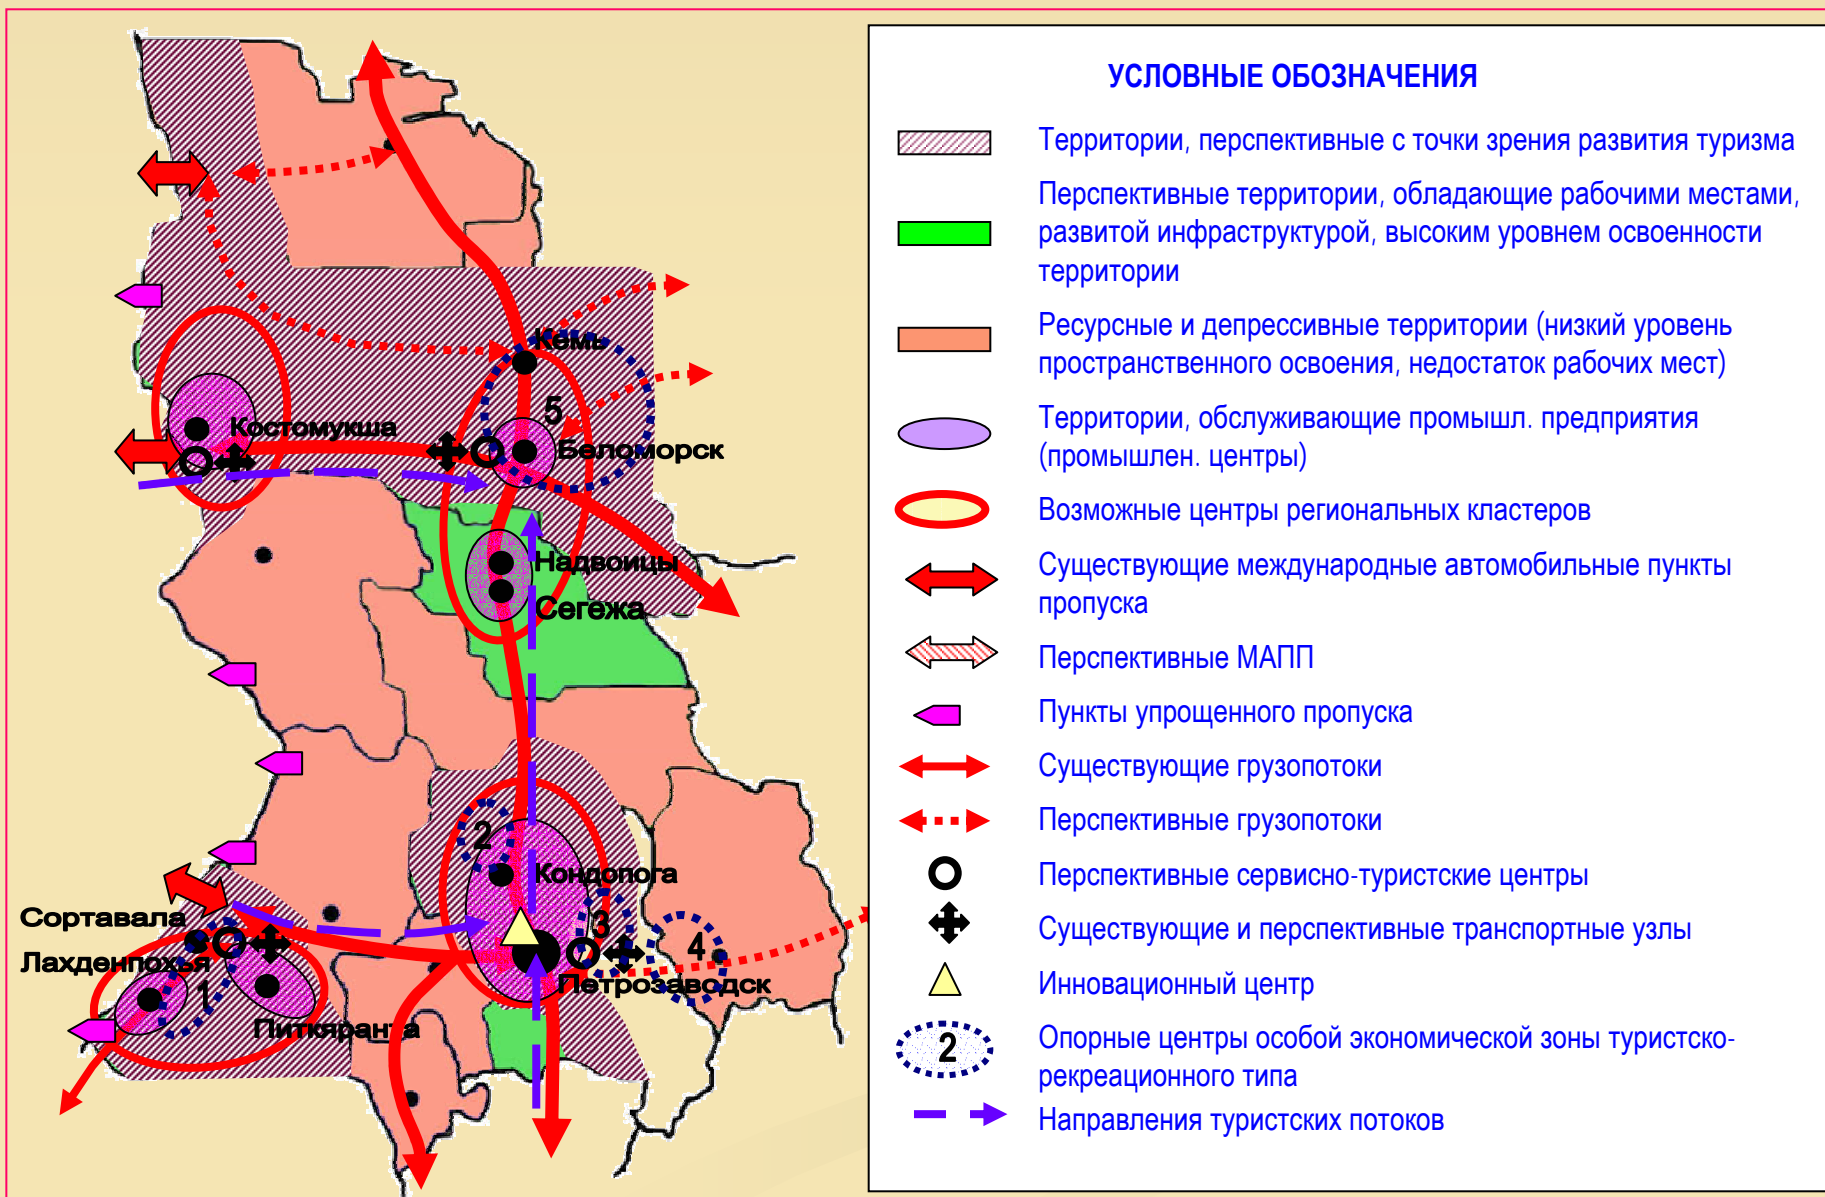 УСЛОВНЫЕ ОБОЗНАЧЕНИЯ
Территории, перспективные с точки зрения развития туризма
Перспективные территории, обладающие рабочими местами,
развитой инфраструктурой, высоким уровнем освоенности
территории
Ресурсные и депрессивные территории (низкий уровень
пространственного освоения, недостаток рабочих мест)
Территории, обслуживающие промышл. предприятия
(промышлен. центры)
Возможные центры региональных кластеров
Существующие международные автомобильные пункты
пропуска
Перспективные МАПП
Пункты упрощенного пропуска
Существующие грузопотоки
Перспективные грузопотоки
Перспективные сервисно-туристские центры
Существующие и перспективные транспортные узлы
Инновационный центр
2
Опорные центры особой экономической зоны туристско-
рекреационного типа
Направления туристских потоков
Кемь
5
Костомукша
Беломорск
Надвоицы
Сегежа
2
Кондопога
3
4
Сортавала
Лахденпохья
1
Петрозаводск
Питкяранта